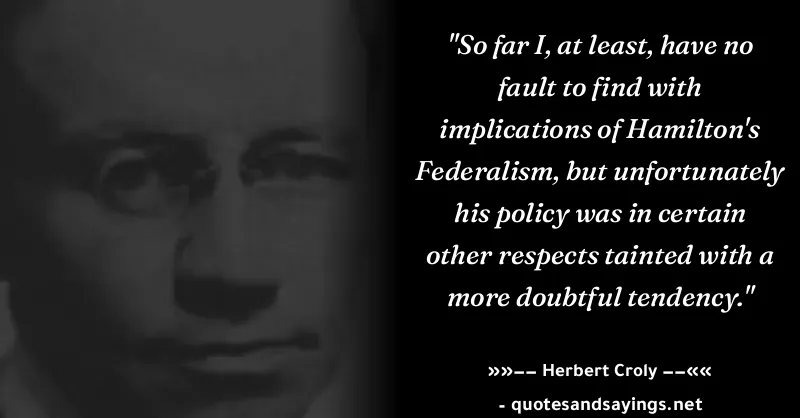 "So far I, at least, have no
fault to find with
implications of Hamilton's
Federalism, but unfortunately
his policy was in certain
other respects tainted with a
more doubtful tendency."
»»–– Herbert Croly ––««
- quotesandsayings.net